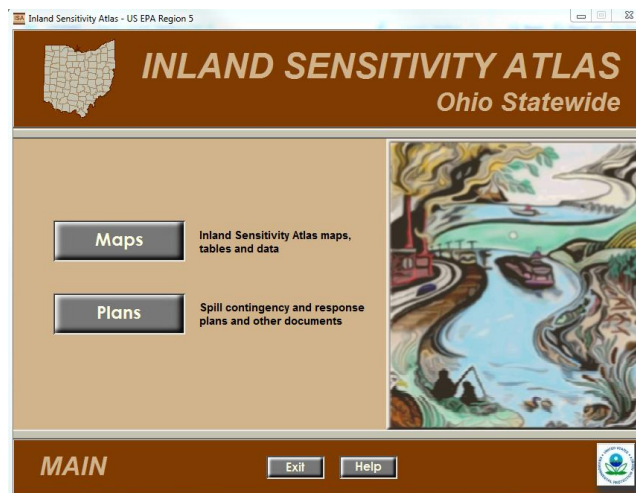 Inland Sensitivity Atlas - US EPA Region 5
INLAND SENSITIVITY ATLAS
Ohio Statewide
Maps
Inland Sensitivity Atlas maps,
tables and data
Plans
Spill contingency and response
plans and other documents
MAIN
Exit
Help